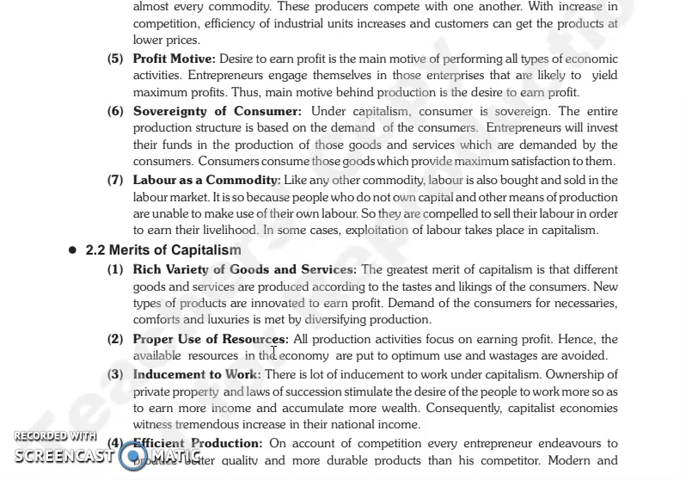 almost every commodity. These producers compete with one another. With increase in
competition, efficiency of industrial units increases and customers can get the products at
lower prices.
(5) Profit Motive: Desire to earn profit is the main motive of performing all types of economic
activities. Entrepreneurs engage themselves in those enterprises that are likely to yield
maximum profits. Thus, main motive behind production is the desire to earn profit.
(6) Sovereignty of Consumer: Under capitalism, consumer is sovereign. The entire
production structure is based on the demand of the consumers. Entrepreneurs will invest
their funds in the production of those goods and services which are demanded by the
consumers. Consumers consume those goods which provide maximum satisfaction to them.
(7) Labour as a Commodity: Like any other commodity, labour is also bought and sold in the
labour market. It is so because people who do not own capital and other means of production
are unable to make use of their own labour. So they are compelled to sell their labour in order
to earn their livelihood. In some cases, exploitation of labour takes place in capitalism.
• 2.2 Merits of Capitalism
(1) Rich Variety of Goods and Services: The greatest merit of capitalism is that different
goods and services are produced according to the tastes and likings of the consumers. New
types of products are innovated to earn profit. Demand of the consumers for necessaries,
comforts and luxuries is met by diversifying production.
(2) Proper Use of Resources: All production activities focus on earning profit. Hence, the
available resources in the economy are put to optimum use and wastages are avoided.
(3) Inducement to Work: There is lot of inducement to work under capitalism. Ownership of
private property and laws of succession stimulate the desire of the people to work more so as
to earn more income and accumulate more wealth. Consequently, capitalist economies
witness tremendous increase in their national income.
(4) Efficient Production: On account of competition every entrepreneur endeavours to
produce better quality and more durable products than his competitor. Modern and
RECORDED WITH
SCREENCAST MATIC